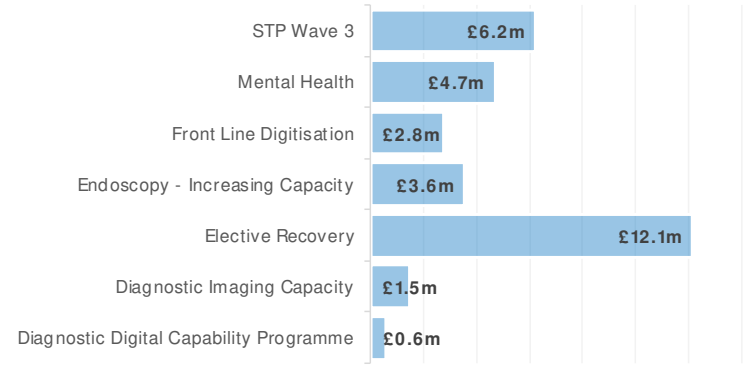 STP Wave 3 £6.2m
Mental Health £4.7m
Front Line Digitisation £2.8m
Endoscopy - Increasing Capacity £3.6m
Elective Recovery £12.1m
Diagnostic Imaging Capacity £1.5m
Diagnostic Digital Capability Programme £0.6m